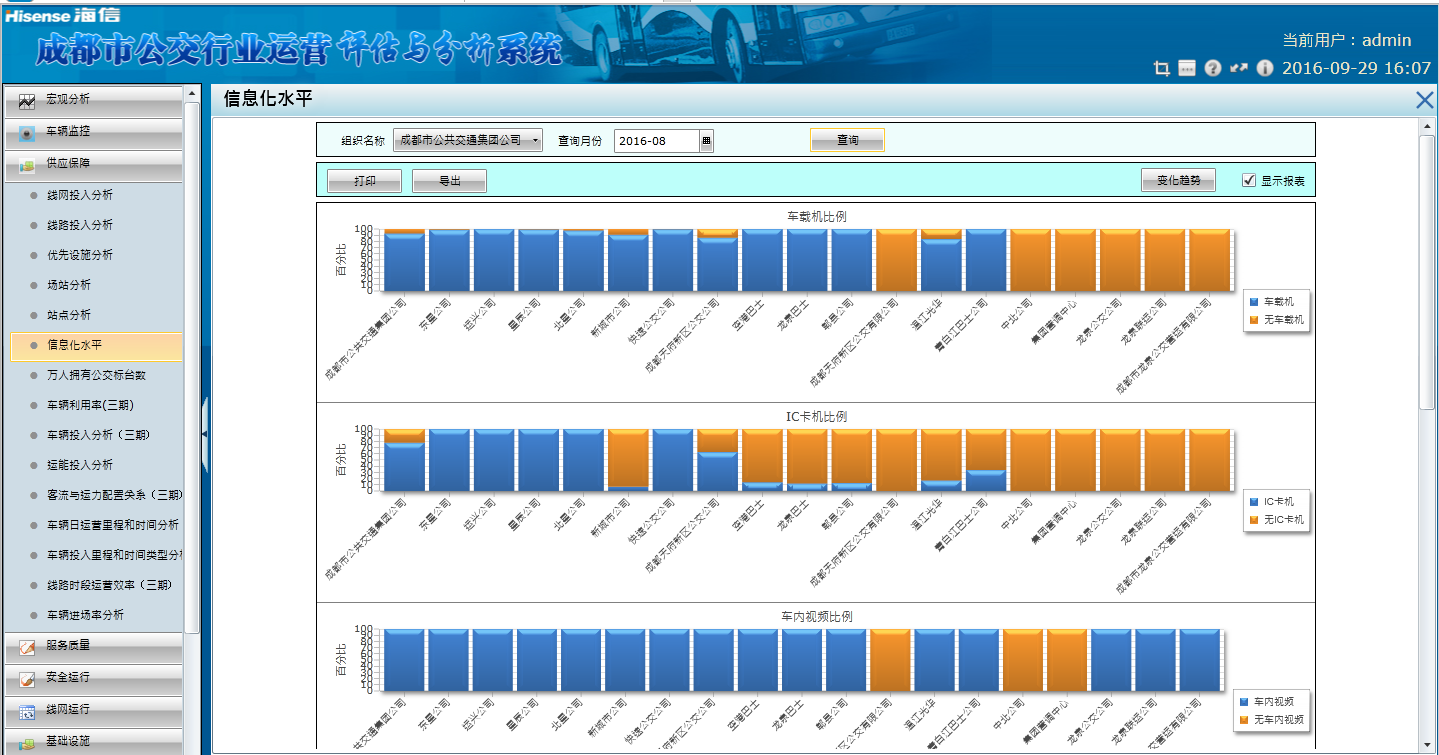 Hisense 海信
成都市公交行业运营评估与分析系统
当前用户：admin
2016-09-29 16:07
宏观分析
车辆监控
供应保障
线网投入分析
线路投入分析
优先设施分析
场站分析
站点分析
信息化水平
万人拥有公交标台数
车辆利用率(三期)
车辆投入分析（三期）
运能投入分析
客流与运力配置关系（三期）
车辆日运营里程和时间分析
车辆投入里程和时间类型分
线路时段运营效率（三期）
车辆进场率分析
服务质量
安全运行
线网运行
基础设施
信息化水平
组织名称 成都市公共交通集团公司 查询月份 2016-08 查询
打印 导出 变化趋势 显示报表
车载机比例
百分比
100
90
80
70
60
50
40
30
20
10
0
成都市公共交通集团公司
东星公司
运兴公司
星辰公司
北星公司
新城市公司
快速公交公司
成都天府新区公交公司
空港巴士
龙泉巴士
郫县公司
成都天府新区公交有限公司
温江光华
青白江巴士公司
中北公司
集团营调中心
龙泉公交公司
龙泉联运公司
成都市龙泉公交营运有限公司
车载机
无车载机
IC卡机比例
百分比
100
90
80
70
60
50
40
30
20
10
0
成都市公共交通集团公司
东星公司
运兴公司
星辰公司
北星公司
新城市公司
快速公交公司
成都天府新区公交公司
空港巴士
龙泉巴士
郫县公司
成都天府新区公交有限公司
温江光华
青白江巴士公司
中北公司
集团营调中心
龙泉公交公司
龙泉联运公司
成都市龙泉公交营运有限公司
IC卡机
无IC卡机
车内视频比例
百分比
100
90
80
70
60
50
40
30
20
10
0
共交通集团公司
东星公司
运兴公司
星辰公司
北星公司
新城市公司
快速公交公司
府新区公交公司
空港巴士
龙泉巴士
郫县公司
区公交有限公司
温江光华
青白江巴士公司
中北公司
集团营调中心
龙泉公交公司
龙泉联运公司
交营运有限公司
车内视频
无车内视频